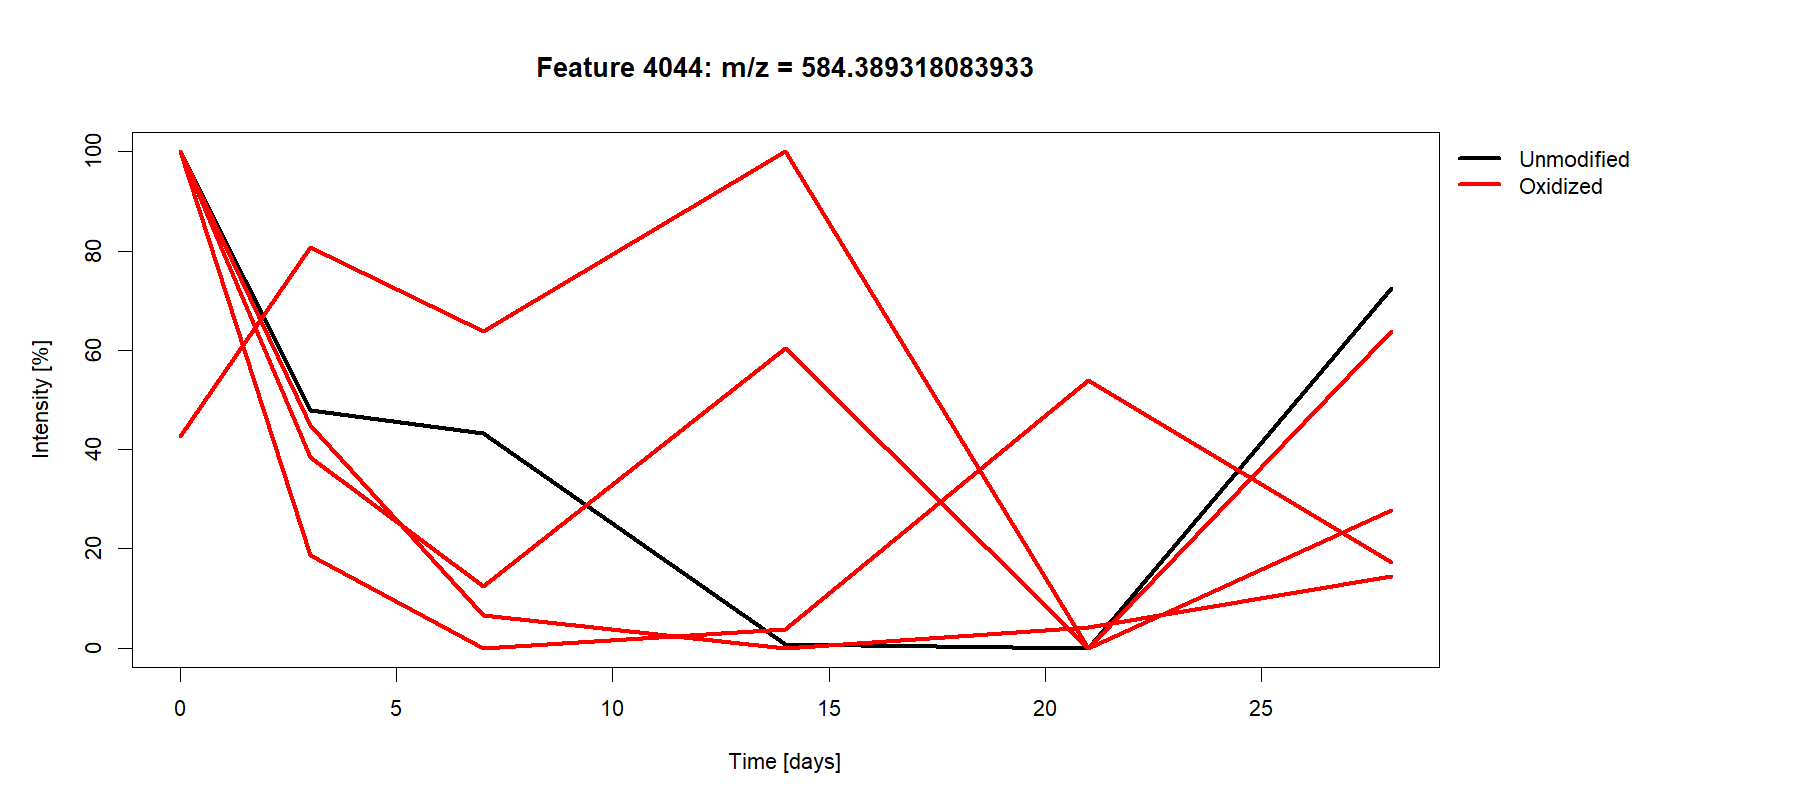 Feature 4044: m/z = 584.389318083933
Unmodified
Oxidized
Intensity [%]
100
80
60
40
20
0
0 5 10 15 20 25
Time [days]